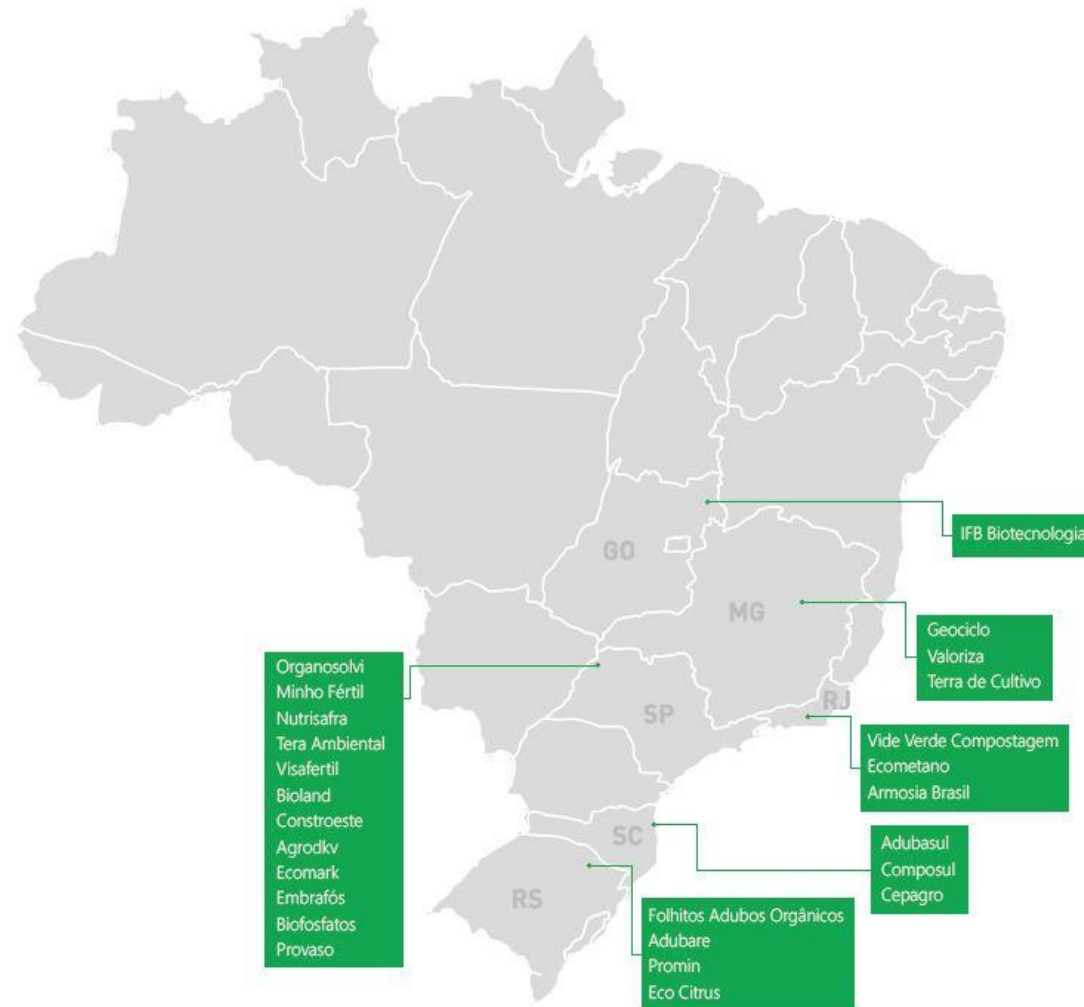 GO
MG
SP
RJ
SC
RS
IFB Biotecnologia
Geociclo
Valoriza
Terra de Cultivo
Vide Verde Compostagem
Ecometano
Armosia Brasil
Adubasul
Composul
Cepagro
Folhitos Adubos Orgânicos
Adubare
Promin
Eco Citrus
Organosolvi
Minho Fértil
Nutrisafra
Tera Ambiental
Visafertil
Bioland
Constroeste
Agrodkv
Ecomark
Embrafós
Biofosfatos
Provaso